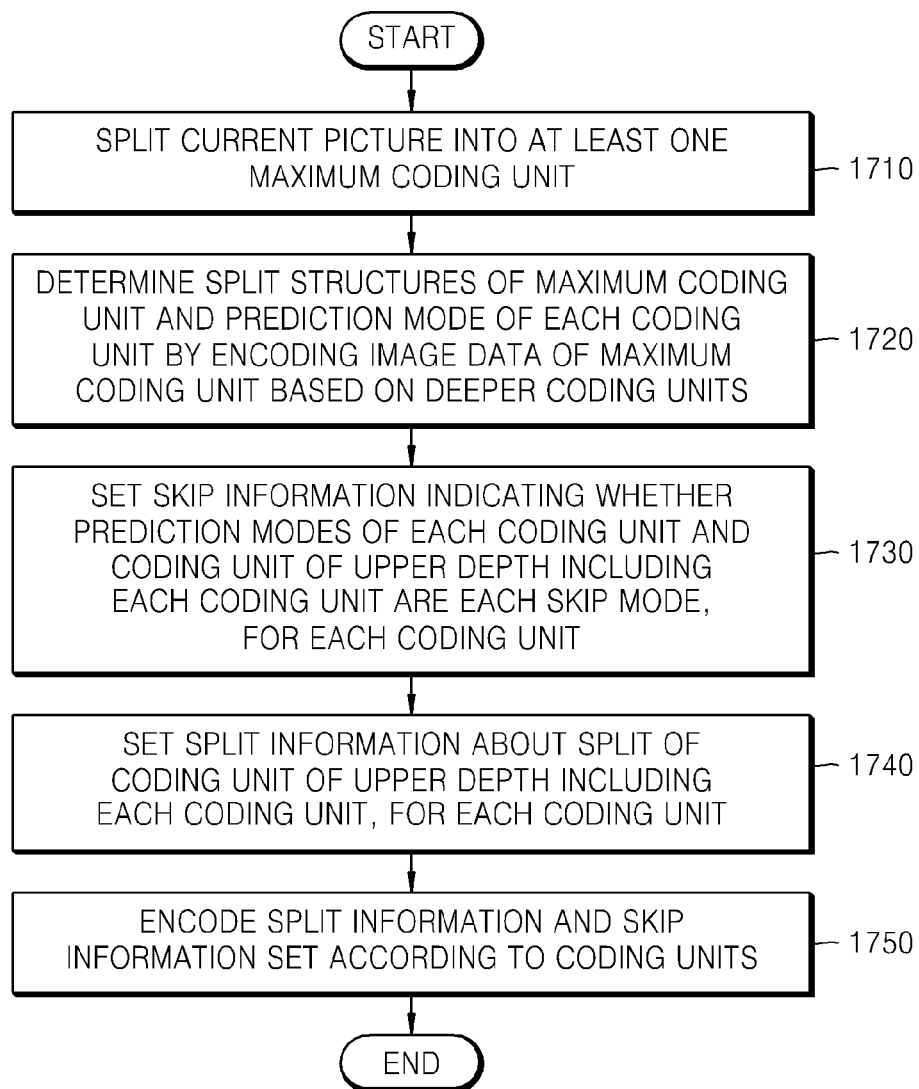 START
SPLIT CURRENT PICTURE INTO AT LEAST ONE
MAXIMUM CODING UNIT
1710
DETERMINE SPLIT STRUCTURES OF MAXIMUM CODING
UNIT AND PREDICTION MODE OF EACH CODING
UNIT BY ENCODING IMAGE DATA OF MAXIMUM
CODING UNIT BASED ON DEEPER CODING UNITS
1720
SET SKIP INFORMATION INDICATING WHETHER
PREDICTION MODES OF EACH CODING UNIT AND
CODING UNIT OF UPPER DEPTH INCLUDING
EACH CODING UNIT ARE EACH SKIP MODE,
FOR EACH CODING UNIT
1730
SET SPLIT INFORMATION ABOUT SPLIT OF
CODING UNIT OF UPPER DEPTH INCLUDING
EACH CODING UNIT, FOR EACH CODING UNIT
1740
ENCODE SPLIT INFORMATION AND SKIP
INFORMATION SET ACCORDING TO CODING UNITS
1750
END